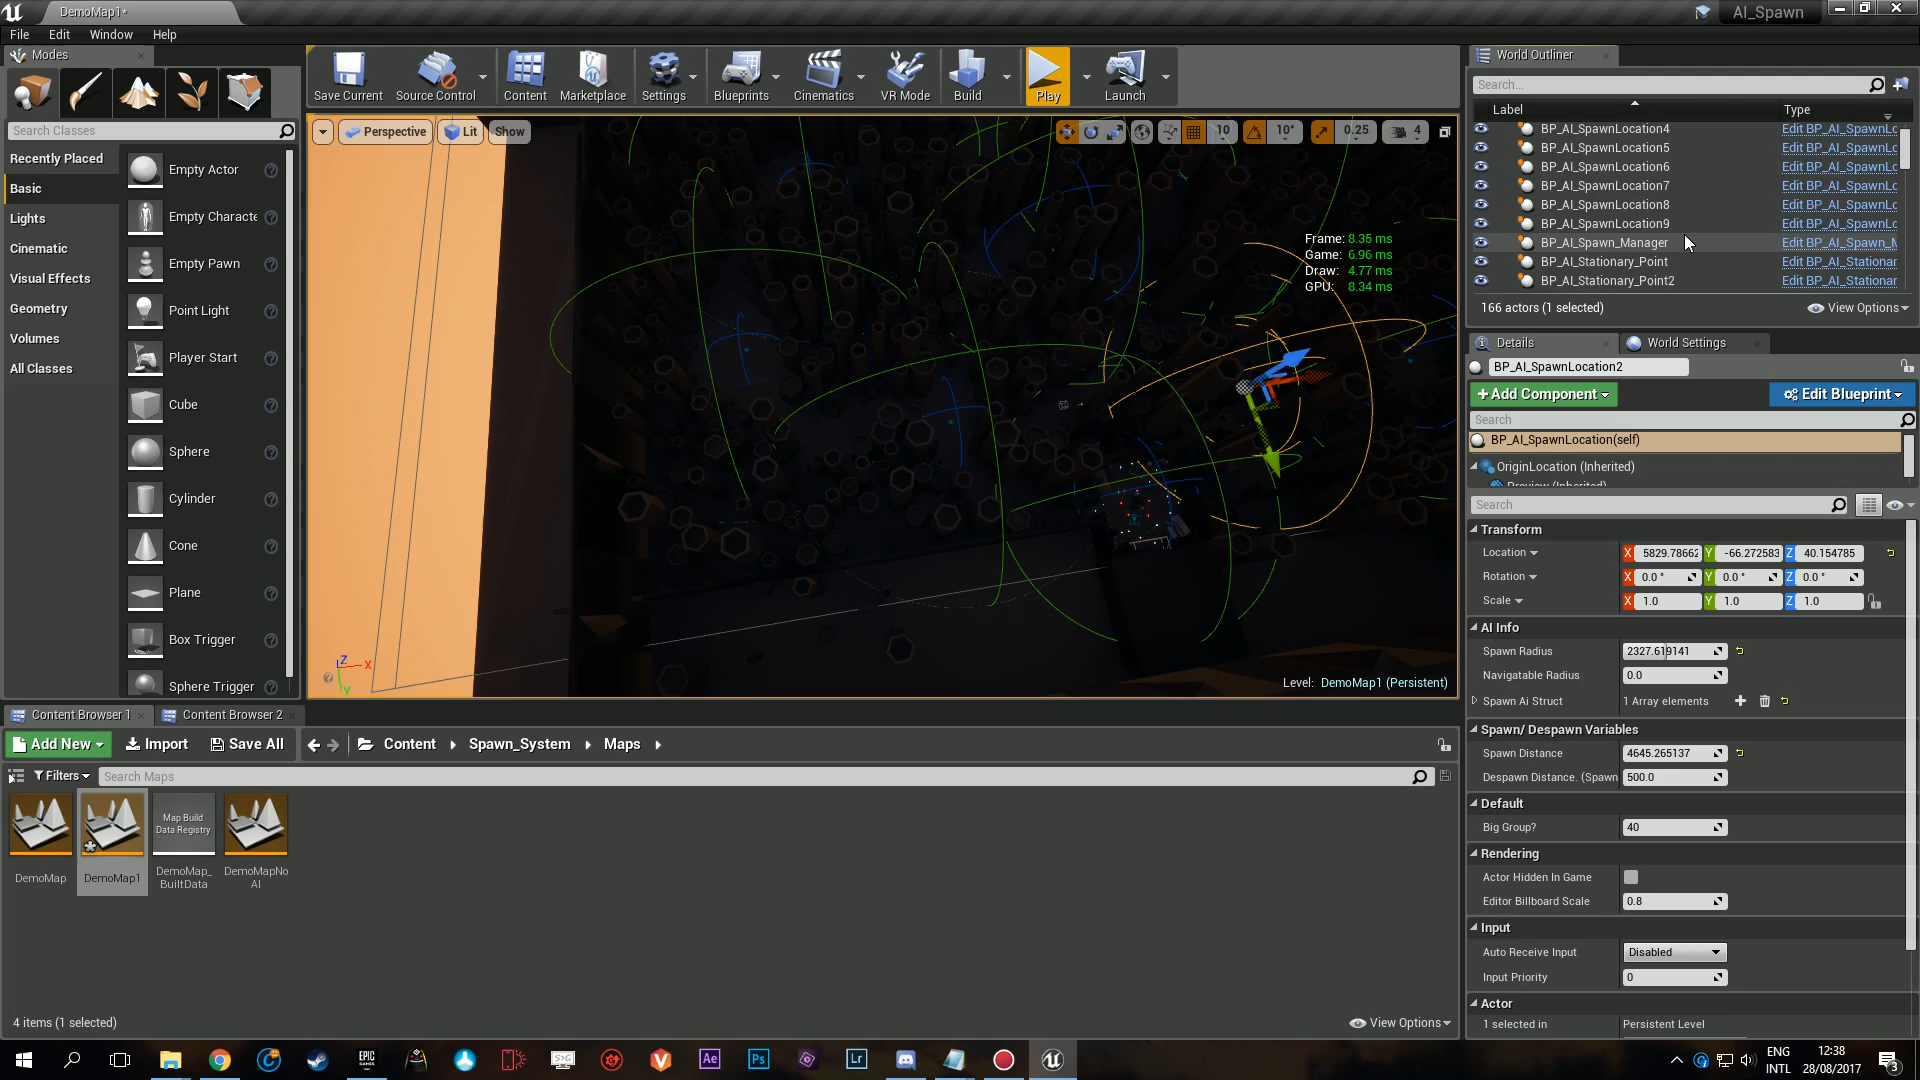 DemoMap1*
AI_Spawn
File Edit Window Help
Modes
Search Classes
Recently Placed
Basic
Lights
Cinematic
Visual Effects
Geometry
Volumes
All Classes
Empty Actor
Empty Characte
Empty Pawn
Point Light
Player Start
Cube
Sphere
Cylinder
Cone
Plane
Box Trigger
Sphere Trigger
Save Current
Source Control
Content
Marketplace
Settings
Blueprints
Cinematics
VR Mode
Build
Play
Launch
Perspective
Lit
Show
10
10°
0.25
4
Frame: 8.35 ms
Game: 6.96 ms
Draw: 4.77 ms
GPU: 8.34 ms
Z
X
Y
Level: DemoMap1 (Persistent)
World Outliner
Search...
Label Type
BP_AI_SpawnLocation4 Edit BP_AI_SpawnLc
BP_AI_SpawnLocation5 Edit BP_AI_SpawnLc
BP_AI_SpawnLocation6 Edit BP_AI_SpawnLc
BP_AI_SpawnLocation7 Edit BP_AI_SpawnLc
BP_AI_SpawnLocation8 Edit BP_AI_SpawnLc
BP_AI_SpawnLocation9 Edit BP_AI_SpawnLc
BP_AI_Spawn_Manager Edit BP_AI_Spawn_M
BP_AI_Stationary_Point Edit BP_AI_Stationar
BP_AI_Stationary_Point2 Edit BP_AI_Stationar
166 actors (1 selected)
View Options
Details
World Settings
BP_AI_SpawnLocation2
+Add Component
Edit Blueprint
Search
BP_AI_SpawnLocation(self)
OriginLocation (Inherited)
Preview (Inherited)
Search
Transform
Location X 5829.78662 Y -66.272583 Z 40.154785
Rotation X 0.0 ° Y 0.0 ° Z 0.0 °
Scale X 1.0 Y 1.0 Z 1.0
AI Info
Spawn Radius 2327.619141
Navigatable Radius 0.0
Spawn Ai Struct 1 Array elements
Spawn/ Despawn Variables
Spawn Distance 4645.265137
Despawn Distance. (Spawn 500.0
Default
Big Group? 40
Rendering
Actor Hidden In Game
Editor Billboard Scale 0.8
Input
Auto Receive Input Disabled
Input Priority 0
Actor
1 selected in Persistent Level
Content Browser 1
Content Browser 2
Add New
Import
Save All
Content
Spawn_System
Maps
Filters
Search Maps
DemoMap
DemoMap1
Map Build
Data Registry
DemoMap_
BuiltData
DemoMapNo
AI
4 items (1 selected)
View Options
EPIC
GAMES
Ae
Ps
Lr
ENG
INTL
12:38
28/08/2017
3